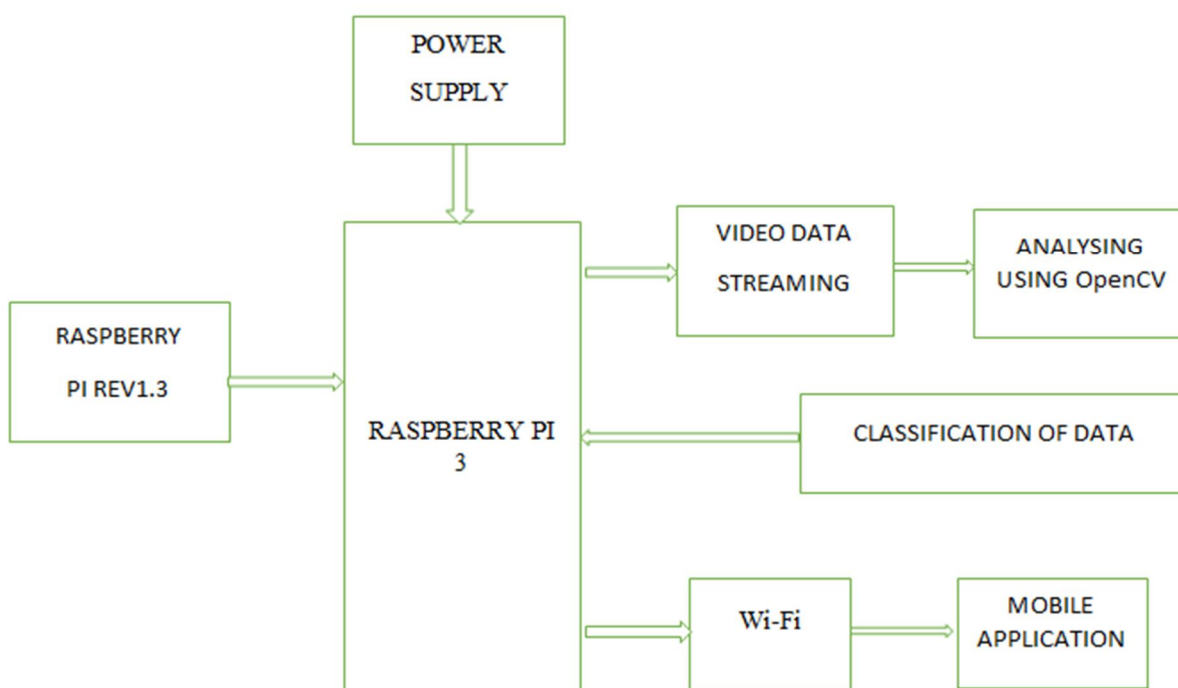 POWER
SUPPLY
VIDEO DATA
STREAMING
ANALYSING
USING OpenCV
RASPBERRY
PI REV1.3
RASPBERRY PI
3
CLASSIFICATION OF DATA
Wi-Fi
MOBILE
APPLICATION